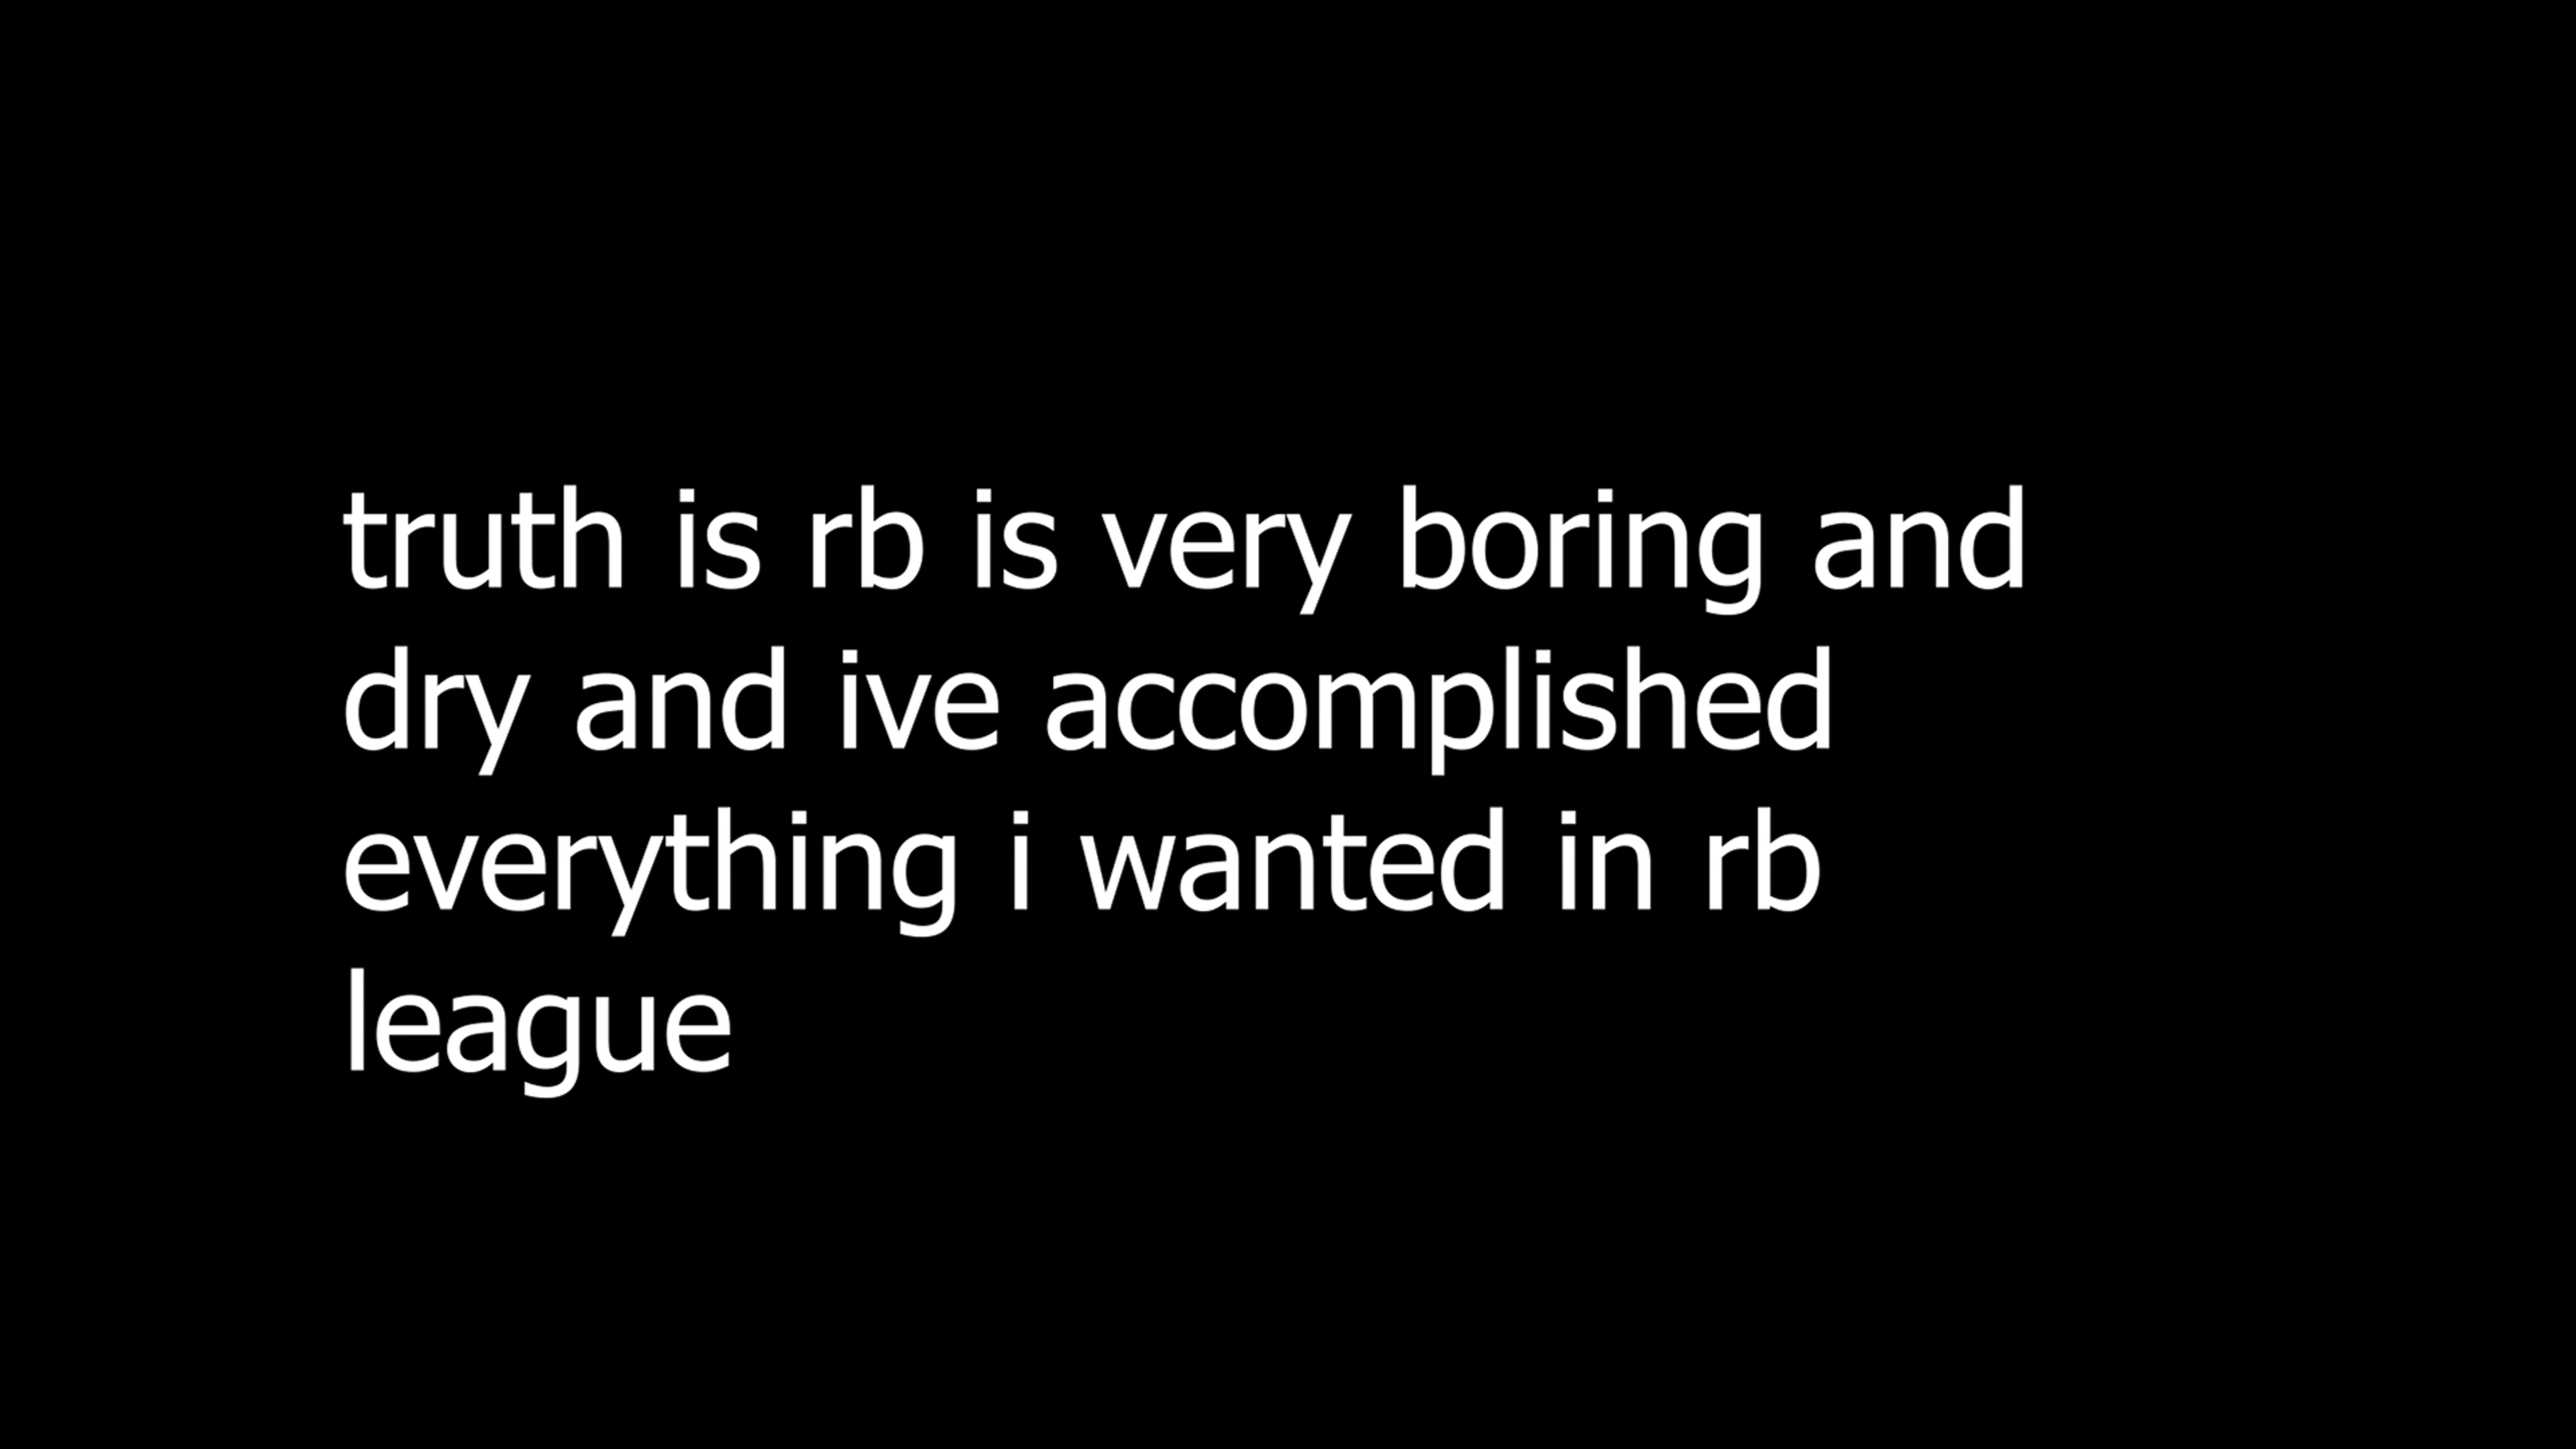 truth is rb is very boring and
dry and ive accomplished
everything i wanted in rb
league